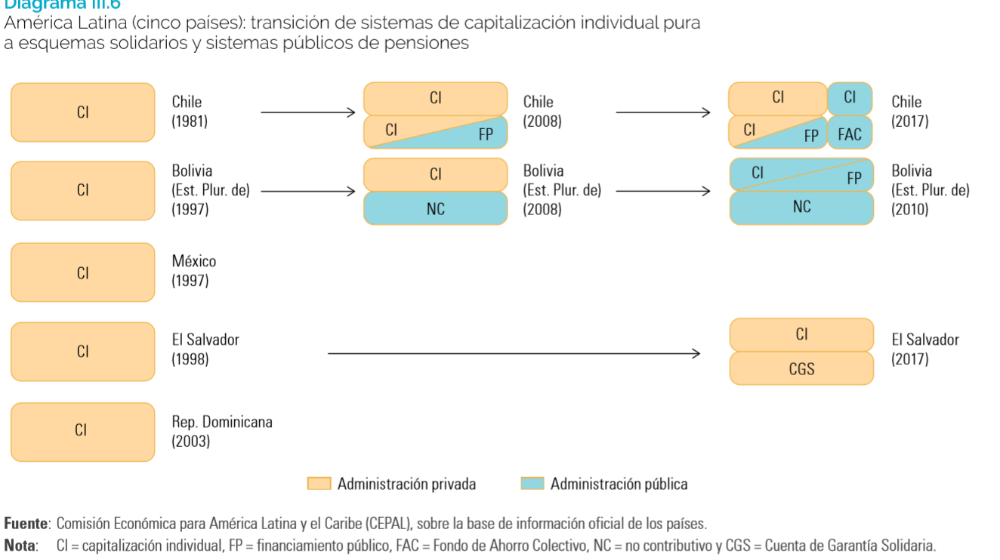 Diagrama III.6
América Latina (cinco países): transición de sistemas de capitalización individual pura
a esquemas solidarios y sistemas públicos de pensiones
CI
Chile
(1981)
CI
CI
FP
Chile
(2008)
CI
CI
CI
FP
FAC
Chile
(2017)
CI
Bolivia
(Est. Plur. de)
(1997)
CI
NC
Bolivia
(Est. Plur. de)
(2008)
CI
FP
NC
Bolivia
(Est. Plur. de)
(2010)
CI
México
(1997)
CI
El Salvador
(1998)
CI
CGS
El Salvador
(2017)
CI
Rep. Dominicana
(2003)
Administración privada
Administración pública
Fuente: Comisión Económica para América Latina y el Caribe (CEPAL), sobre la base de información oficial de los países.
Nota: CI = capitalización individual, FP = financiamiento público, FAC = Fondo de Ahorro Colectivo, NC = no contributivo y CGS = Cuenta de Garantía Solidaria.